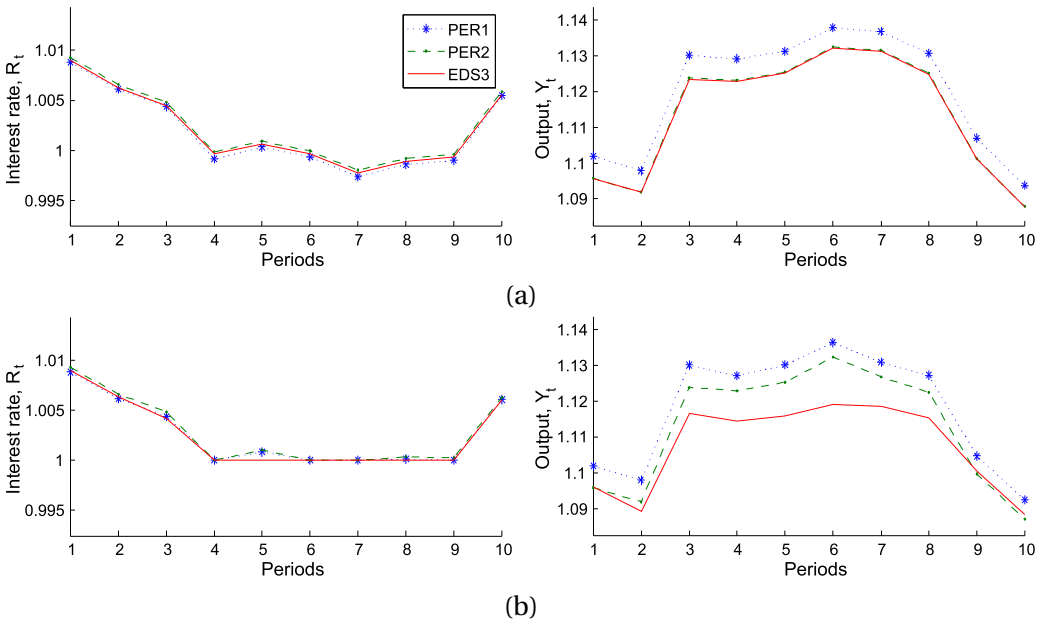 Interest rate, R_t
1.01
1.005
1
0.995
1 2 3 4 5 6 7 8 9 10
Periods
PER1
PER2
EDS3
Output, Y_t
1.14
1.13
1.12
1.11
1.10
1.09
1 2 3 4 5 6 7 8 9 10
Periods
(a)
Interest rate, R_t
1.01
1.005
1
0.995
1 2 3 4 5 6 7 8 9 10
Periods
Output, Y_t
1.14
1.13
1.12
1.11
1.10
1.09
1 2 3 4 5 6 7 8 9 10
Periods
(b)